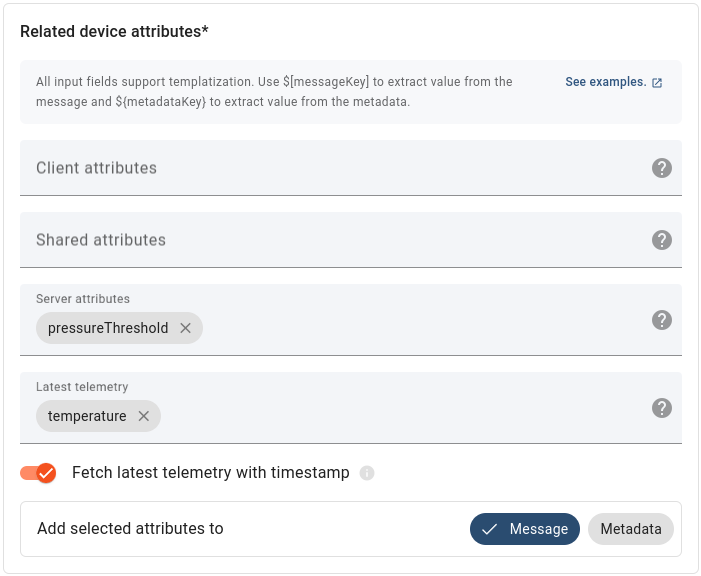 Related device attributes*
All input fields support templatization. Use $[messageKey] to extract value from the
message and ${metadataKey} to extract value from the metadata.
See examples.
Client attributes
Shared attributes
Server attributes
pressureThreshold
Latest telemetry
temperature
Fetch latest telemetry with timestamp
Add selected attributes to
Message
Metadata